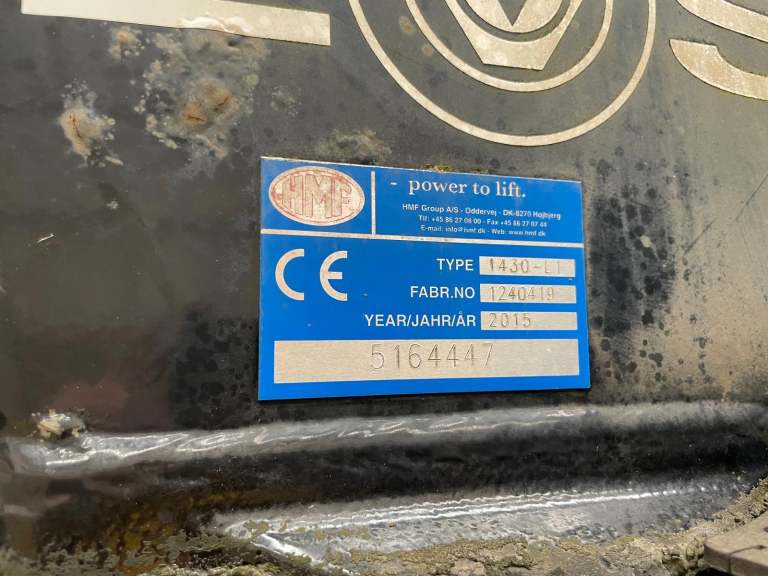 HMF
- power to lift.
HMF Group A/S - Oddervej - DK-8270 Højbjerg
Tlf: +45 86 27 08 00 - Fax +45 86 27 07 44
E-mail: info@hmf.dk - Web: www.hmf.dk
CE
TYPE 1430-L1
FABR.NO 1240419
YEAR/JAHR/ÅR 2015
5164447